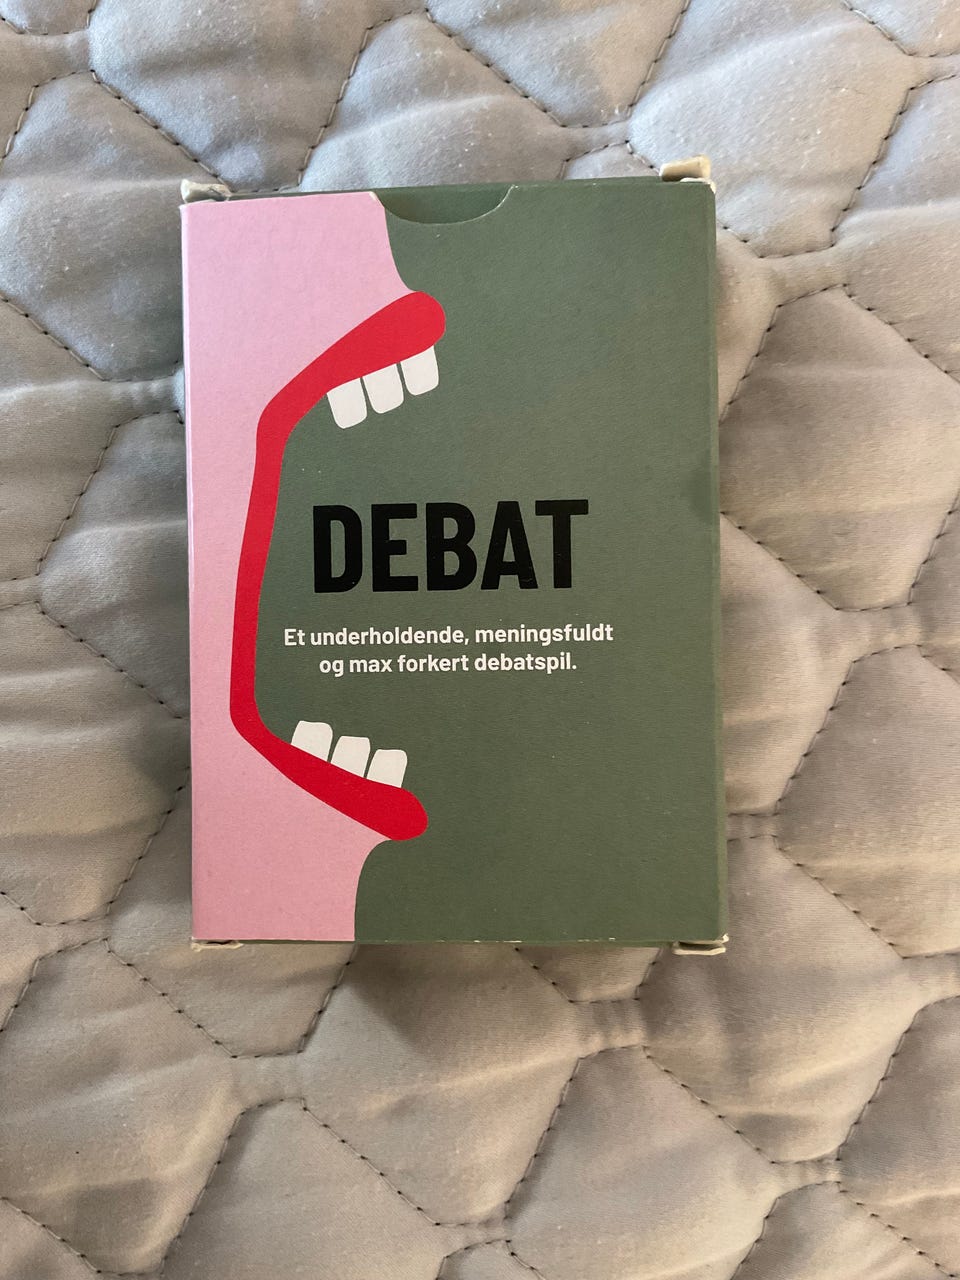 DEBAT
Et underholdende, meningsfuldt
og max forkert debatspil.